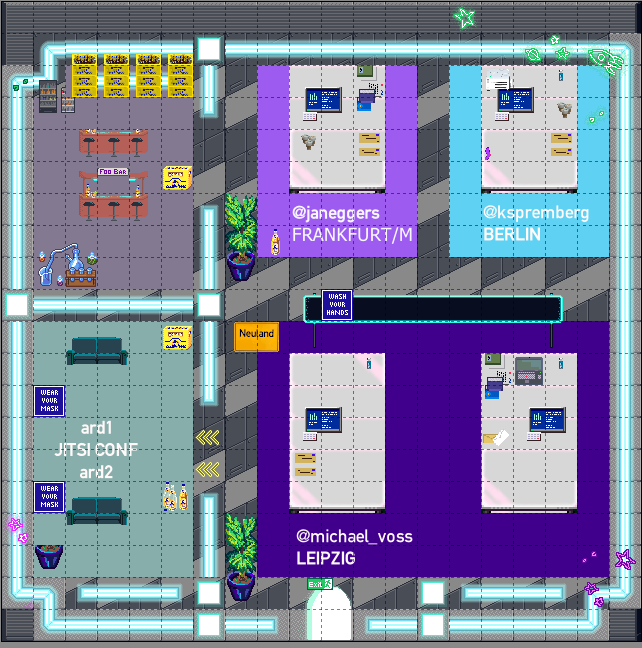 FOO BAR
@janeggers
FRANKFURT/M
@kspremberg
BERLIN
WASH
YOUR
HANDS
Neuland
WEAR
YOUR
MASK
ard1
JITSI CONF
ard2
WEAR
YOUR
MASK
@michael_voss
LEIPZIG
Exit